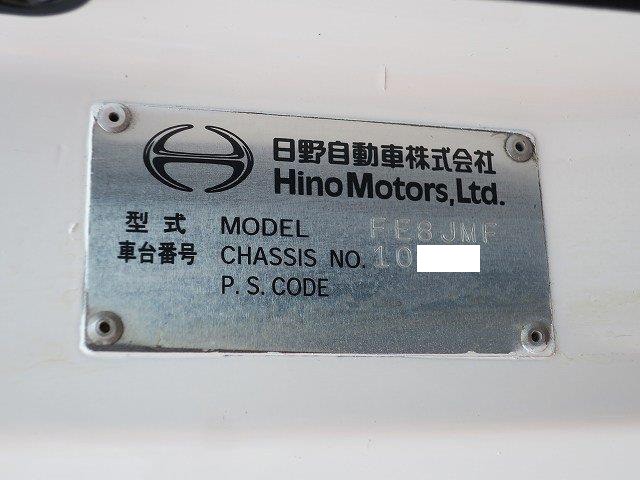 日野自動車株式会社
Hino Motors, Ltd.
型式 MODEL FE8JMF
車台番号 CHASSIS NO. 10
P.S.CODE